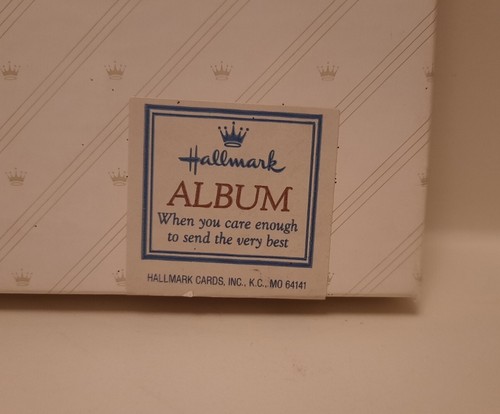 Hallmark
ALBUM
When you care enough
to send the very best
HALLMARK CARDS, INC., K.C., MO 64141